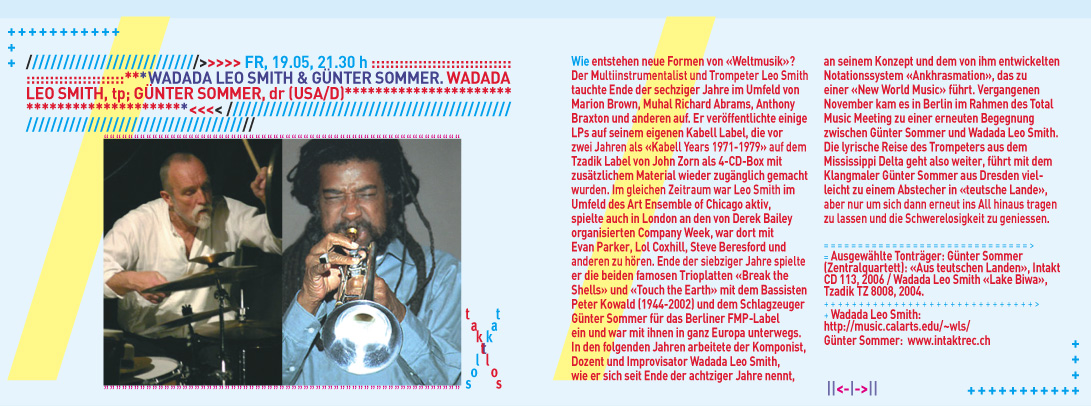 +++++++++++
+
+
/////////////////////////////>>>>>> FR, 19.05, 21.30 h ::::::::::::::::::::::::::::::
:::::::::::::::::::::***WADADA LEO SMITH & GÜNTER SOMMER. WADADA
LEO SMITH, tp; GÜNTER SOMMER, dr (USA/D)***********************
**********************<<<< /////////////////////////////////////////////////
////////////////////////////////////////
taktlos
taktlos
Wie entstehen neue Formen von «Weltmusik»?
Der Multiinstrumentalist und Trompeter Leo Smith
tauchte Ende der sechziger Jahre im Umfeld von
Marion Brown, Muhal Richard Abrams, Anthony
Braxton und anderen auf. Er veröffentlichte einige
LPs auf seinem eigenen Kabell Label, die vor
zwei Jahren als «Kabell Years 1971-1979» auf dem
Tzadik Label von John Zorn als 4-CD-Box mit
zusätzlichem Material wieder zugänglich gemacht
wurden. Im gleichen Zeitraum war Leo Smith im
Umfeld des Art Ensemble of Chicago aktiv,
spielte auch in London an den von Derek Bailey
organisierten Company Week, war dort mit
Evan Parker, Lol Coxhill, Steve Beresford und
anderen zu hören. Ende der siebziger Jahre spielte
er die beiden famosen Trioplatten «Break the
Shells» und «Touch the Earth» mit dem Bassisten
Peter Kowald (1944-2002) und dem Schlagzeuger
Günter Sommer für das Berliner FMP-Label
ein und war mit ihnen in ganz Europa unterwegs.
In den folgenden Jahren arbeitete der Komponist,
Dozent und Improvisator Wadada Leo Smith,
wie er sich seit Ende der achtziger Jahre nennt,
an seinem Konzept und dem von ihm entwickelten
Notationssystem «Ankhrasmation», das zu
einer «New World Music» führt. Vergangenen
November kam es in Berlin im Rahmen des Total
Music Meeting zu einer erneuten Begegnung
zwischen Günter Sommer und Wadada Leo Smith.
Die lyrische Reise des Trompeters aus dem
Mississippi Delta geht also weiter, führt mit dem
Klangmaler Günter Sommer aus Dresden viel-
leicht zu einem Abstecher in «teutsche Lande»,
aber nur um sich dann erneut ins All hinaus tragen
zu lassen und die Schwerelosigkeit zu geniessen.
==============================>
= Ausgewählte Tonträger: Günter Sommer
(Zentralquartett): «Aus teutschen Landen», Intakt
CD 113, 2006 / Wadada Leo Smith «Lake Biwa»,
Tzadik TZ 8008, 2004.
++++++++++++++++++++++++++++++>
+ Wadada Leo Smith:
http://music.calarts.edu/~wls/
Günter Sommer: www.intaktrec.ch
||<-|->||
+
+
+++++++++++